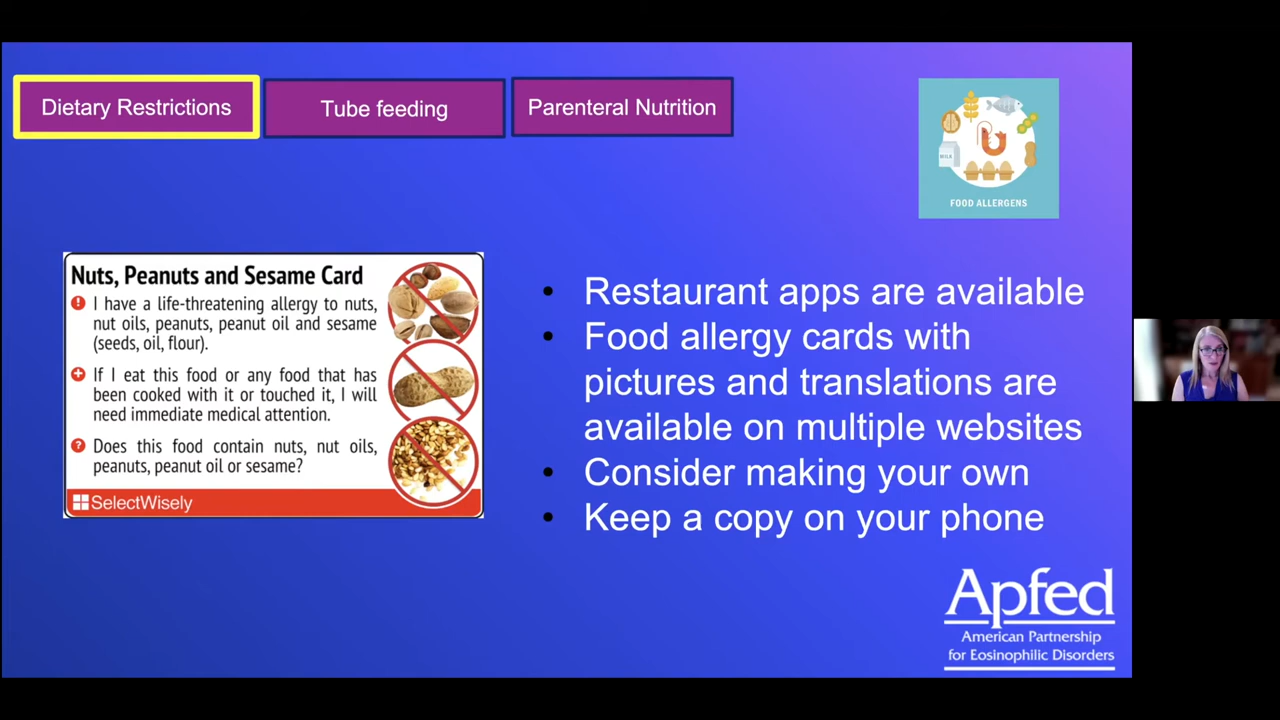 Dietary Restrictions
Tube feeding
Parenteral Nutrition
MILK
FOOD ALLERGENS
Nuts, Peanuts and Sesame Card
! I have a life-threatening allergy to nuts,
nut oils, peanuts, peanut oil and sesame
(seeds, oil, flour).
+ If I eat this food or any food that has
been cooked with it or touched it, I will
need immediate medical attention.
? Does this food contain nuts, nut oils,
peanuts, peanut oil or sesame?
SelectWisely
• Restaurant apps are available
• Food allergy cards with
pictures and translations are
available on multiple websites
• Consider making your own
• Keep a copy on your phone
Apfed
American Partnership
for Eosinophilic Disorders